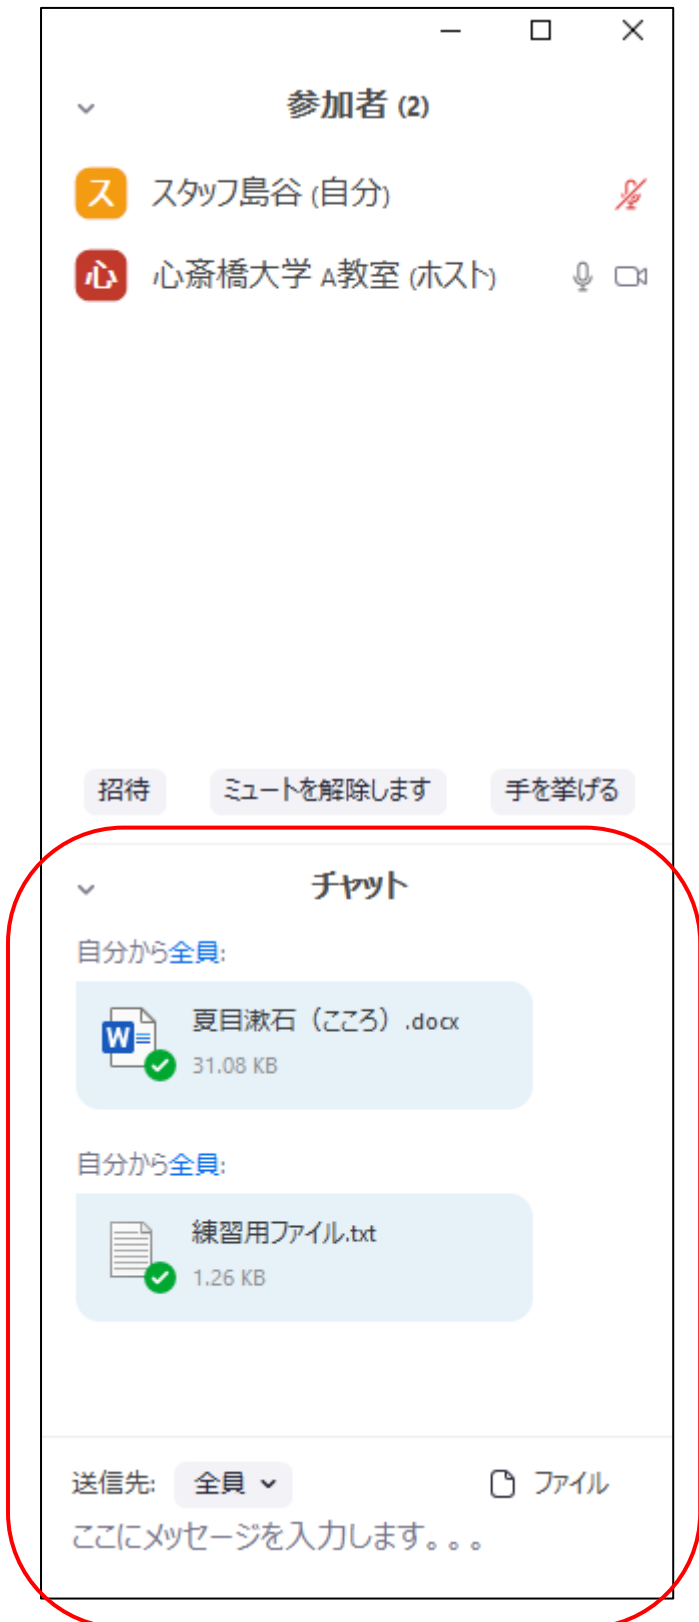 参加者 (2)
ス スタッフ島谷 (自分)
心 心斎橋大学 A教室 (ホスト)
招待 ミュートを解除します 手を挙げる
チャット
自分から全員:
W 夏目漱石（こころ）.docx
31.08 KB
自分から全員:
練習用ファイル.txt
1.26 KB
送信先: 全員 ファイル
ここにメッセージを入力します。。。